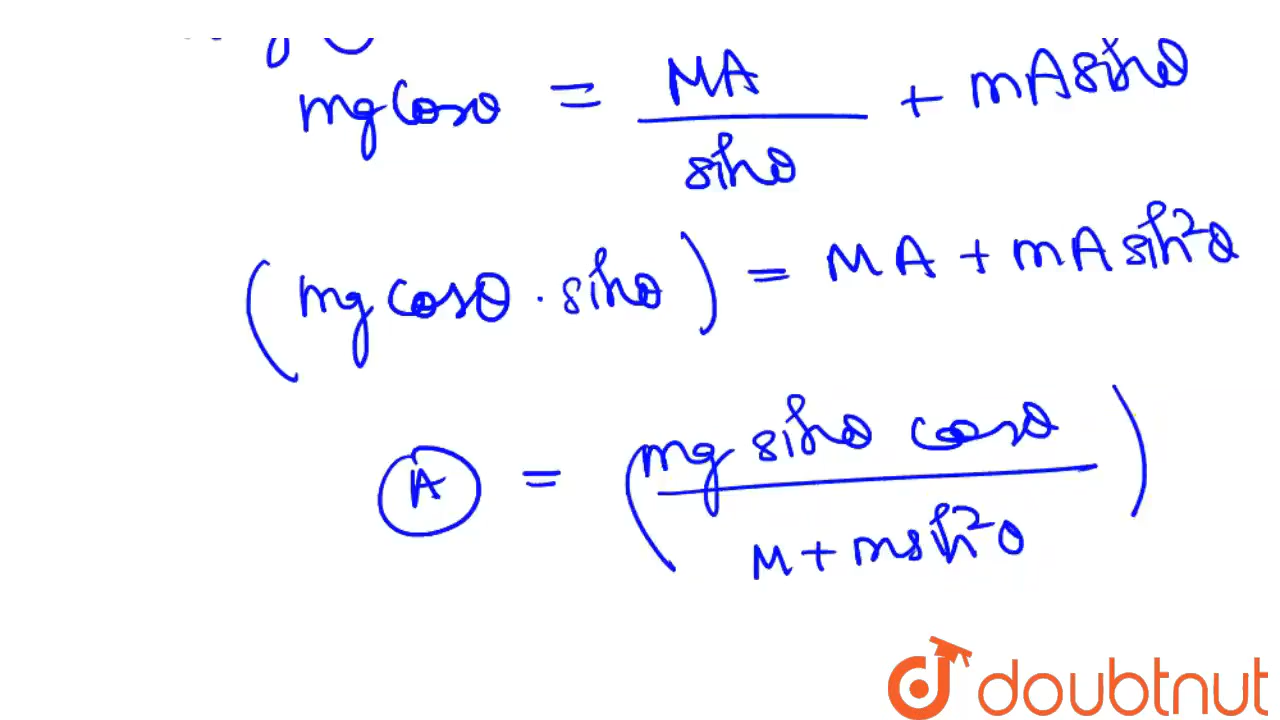 mg cosθ = MA / sinθ + mA sinθ
(mg cosθ · sinθ) = MA + mA sin²θ
A = (mg sinθ cosθ / M + m sin²θ)
doubtnut